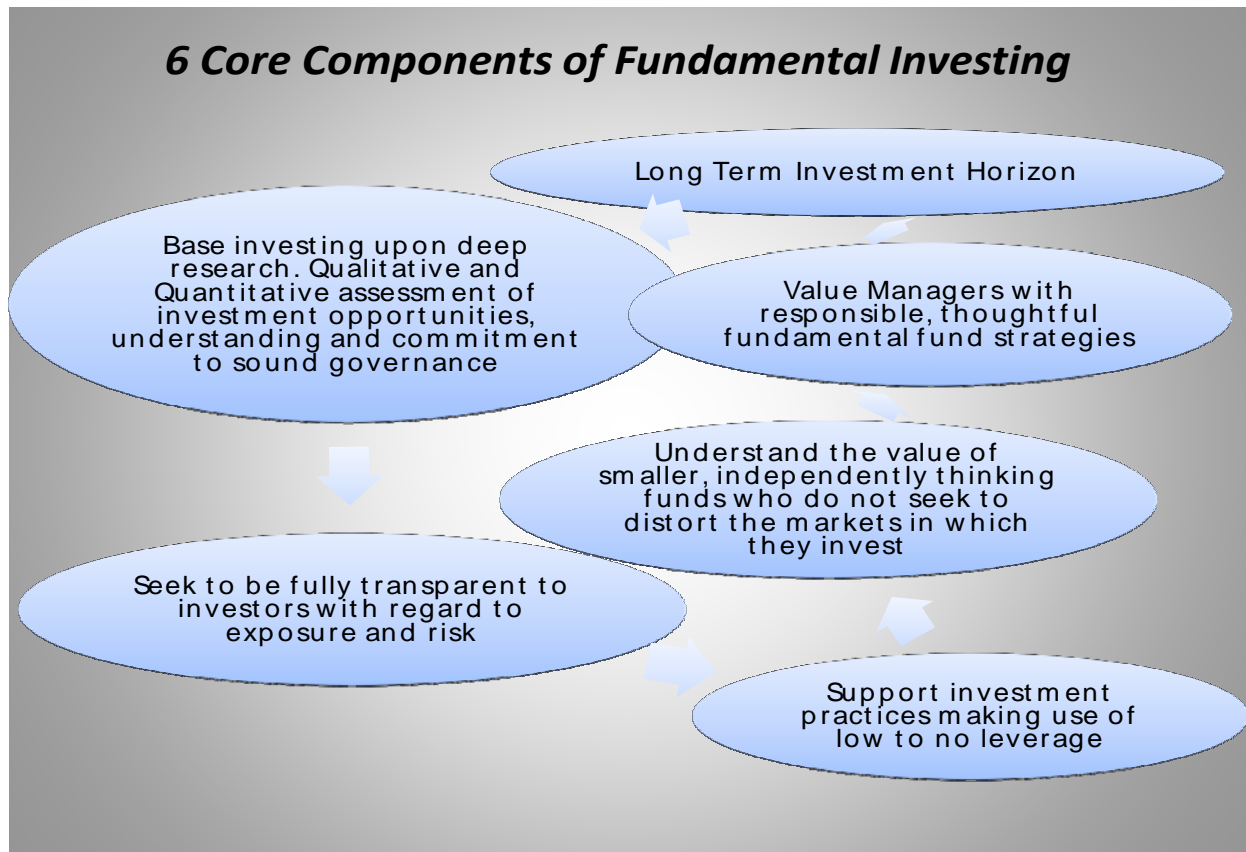 6 Core Components of Fundamental Investing
Long Term Investment Horizon
Base investing upon deep
research. Qualitative and
Quantitative assessment of
investment opportunities,
understanding and commitment
to sound governance
Value Managers with
responsible, thoughtful
fundamental fund strategies
Understand the value of
smaller, independently thinking
funds who do not seek to
distort the markets in which
they invest
Seek to be fully transparent to
investors with regard to
exposure and risk
Support investment
practices making use of
low to no leverage